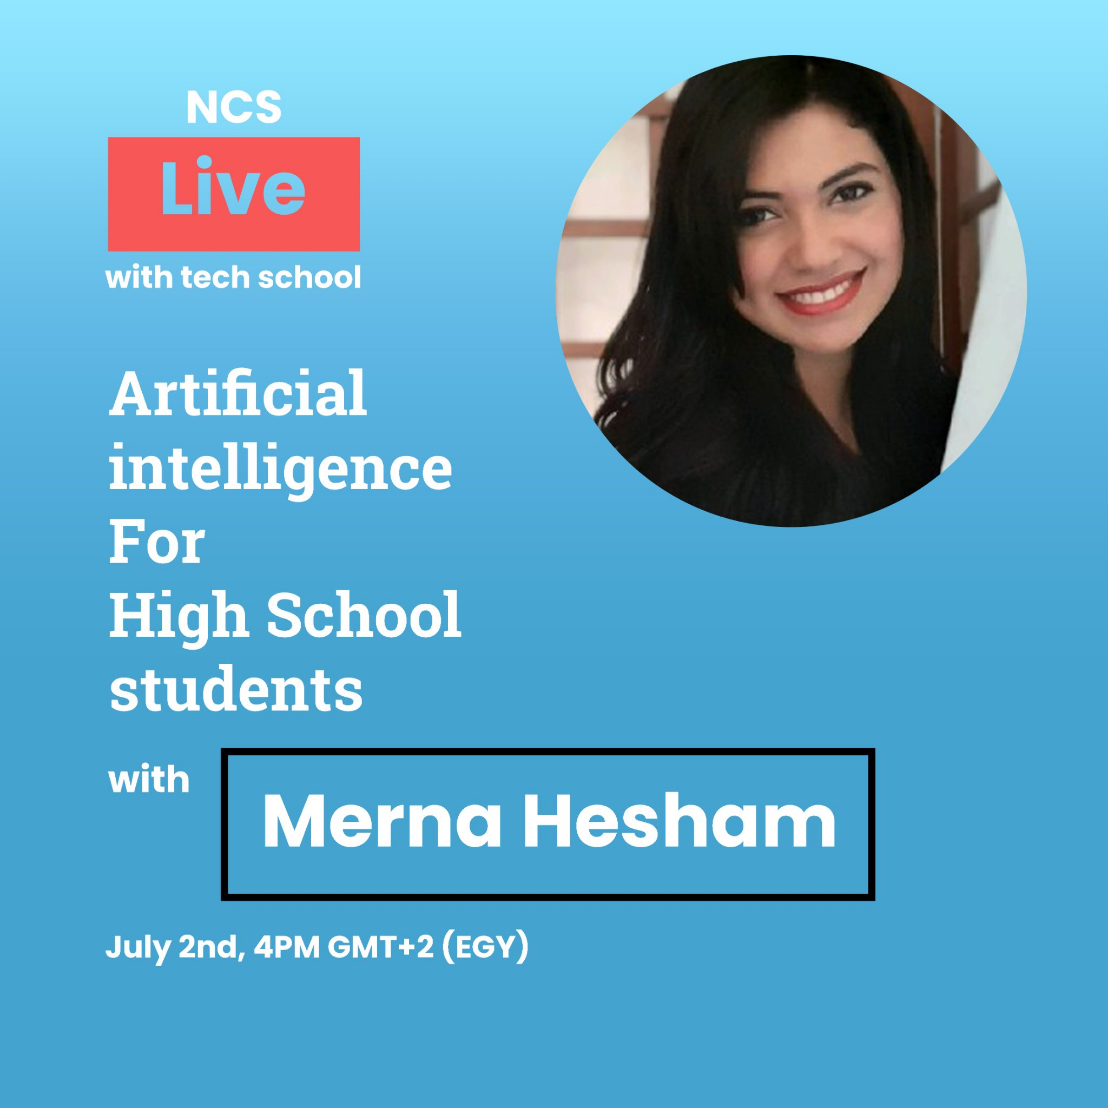 NCS
Live
with tech school
Artificial
intelligence
For
High School
students
with
Merna Hesham
July 2nd, 4PM GMT+2 (EGY)